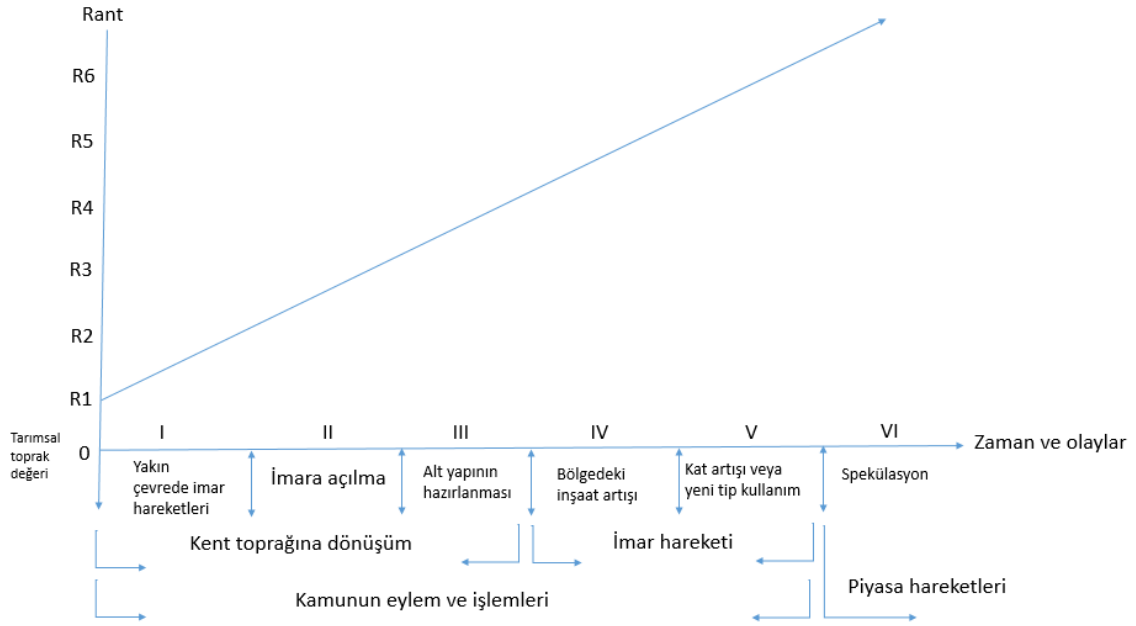 Rant
R6
R5
R4
R3
R2
R1
Tarımsal
toprak
değeri
0
I
II
III
IV
V
VI
Zaman ve olaylar
Yakın
çevrede imar
hareketleri
İmara açılma
Alt yapının
hazırlanması
Bölgedeki
inşaat artışı
Kat artışı veya
yeni tip kullanım
Spekülasyon
Kent toprağına dönüşüm
İmar hareketi
Kamunun eylem ve işlemleri
Piyasa hareketleri